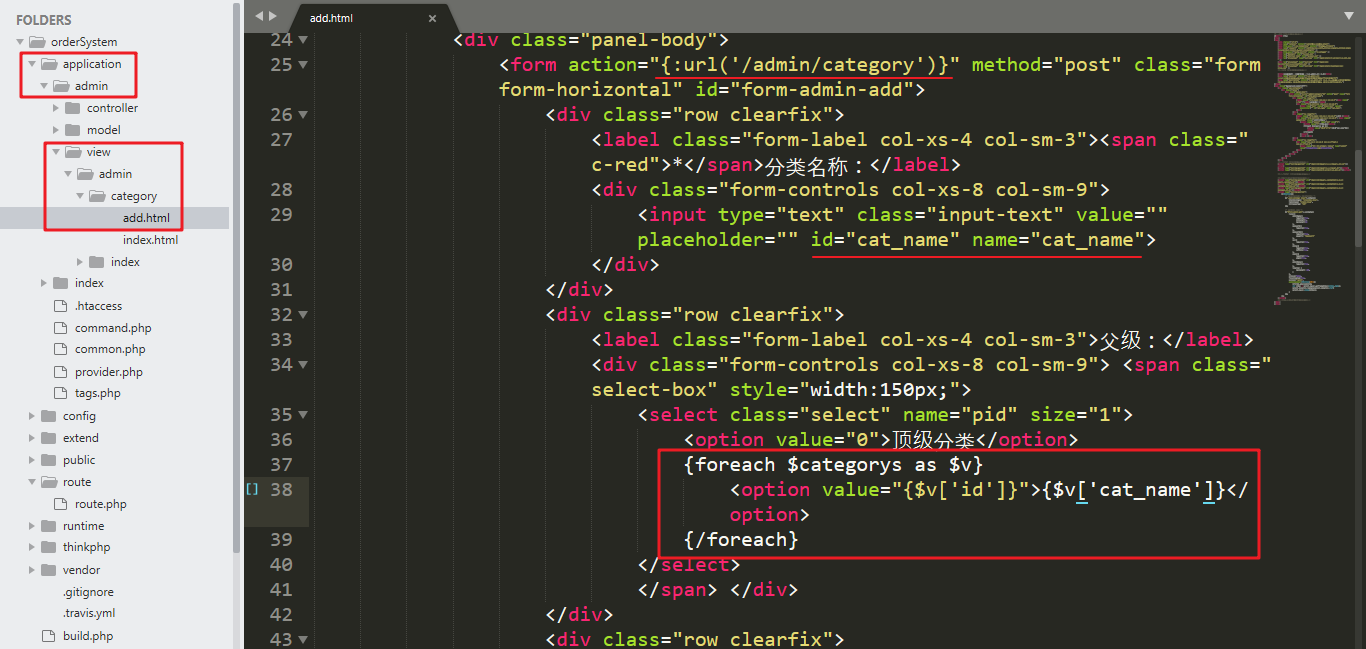 FOLDERS
orderSystem
application
admin
controller
model
view
admin
category
add.html
index.html
index
index
.htaccess
command.php
common.php
provider.php
tags.php
config
extend
public
route
route.php
runtime
thinkphp
vendor
.gitignore
.travis.yml
build.php
add.html ×
24 <div class="panel-body">
25 <form action="{:url('/admin/category')}" method="post" class="form
form-horizontal" id="form-admin-add">
26 <div class="row clearfix">
27 <label class="form-label col-xs-4 col-sm-3"><span class="
c-red">*</span>分类名称：</label>
28 <div class="form-controls col-xs-8 col-sm-9">
29 <input type="text" class="input-text" value=""
placeholder="" id="cat_name" name="cat_name">
30 </div>
31 </div>
32 <div class="row clearfix">
33 <label class="form-label col-xs-4 col-sm-3">父级：</label>
34 <div class="form-controls col-xs-8 col-sm-9"> <span class="
select-box" style="width:150px;">
35 <select class="select" name="pid" size="1">
36 <option value="0">顶级分类</option>
37 {foreach $categorys as $v}
38 <option value="{$v['id']}">{$v['cat_name']}</
option>
39 {/foreach}
40 </select>
41 </span> </div>
42 </div>
43 <div class="row clearfix">